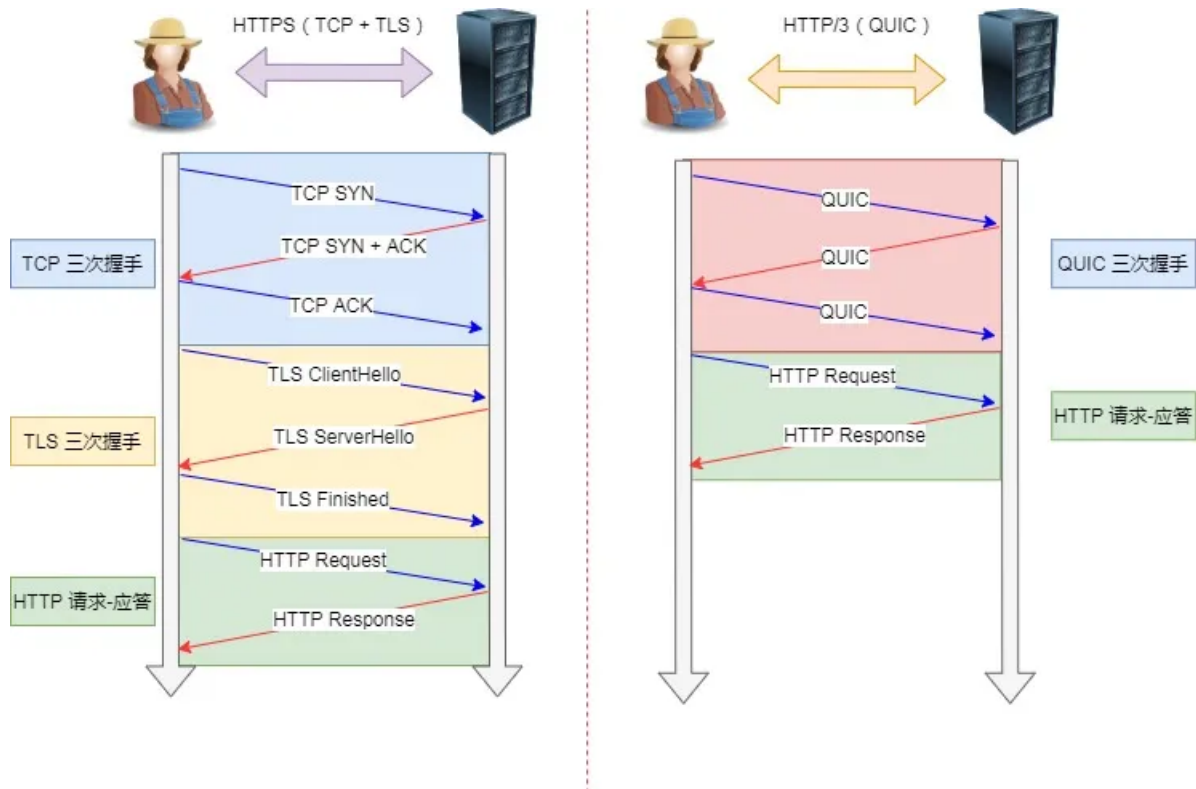 HTTPS（TCP + TLS）
TCP 三次握手
TCP SYN
TCP SYN + ACK
TCP ACK
TLS 三次握手
TLS ClientHello
TLS ServerHello
TLS Finished
HTTP 请求-应答
HTTP Request
HTTP Response
HTTP/3（QUIC）
QUIC
QUIC
QUIC
QUIC 三次握手
HTTP Request
HTTP Response
HTTP 请求-应答